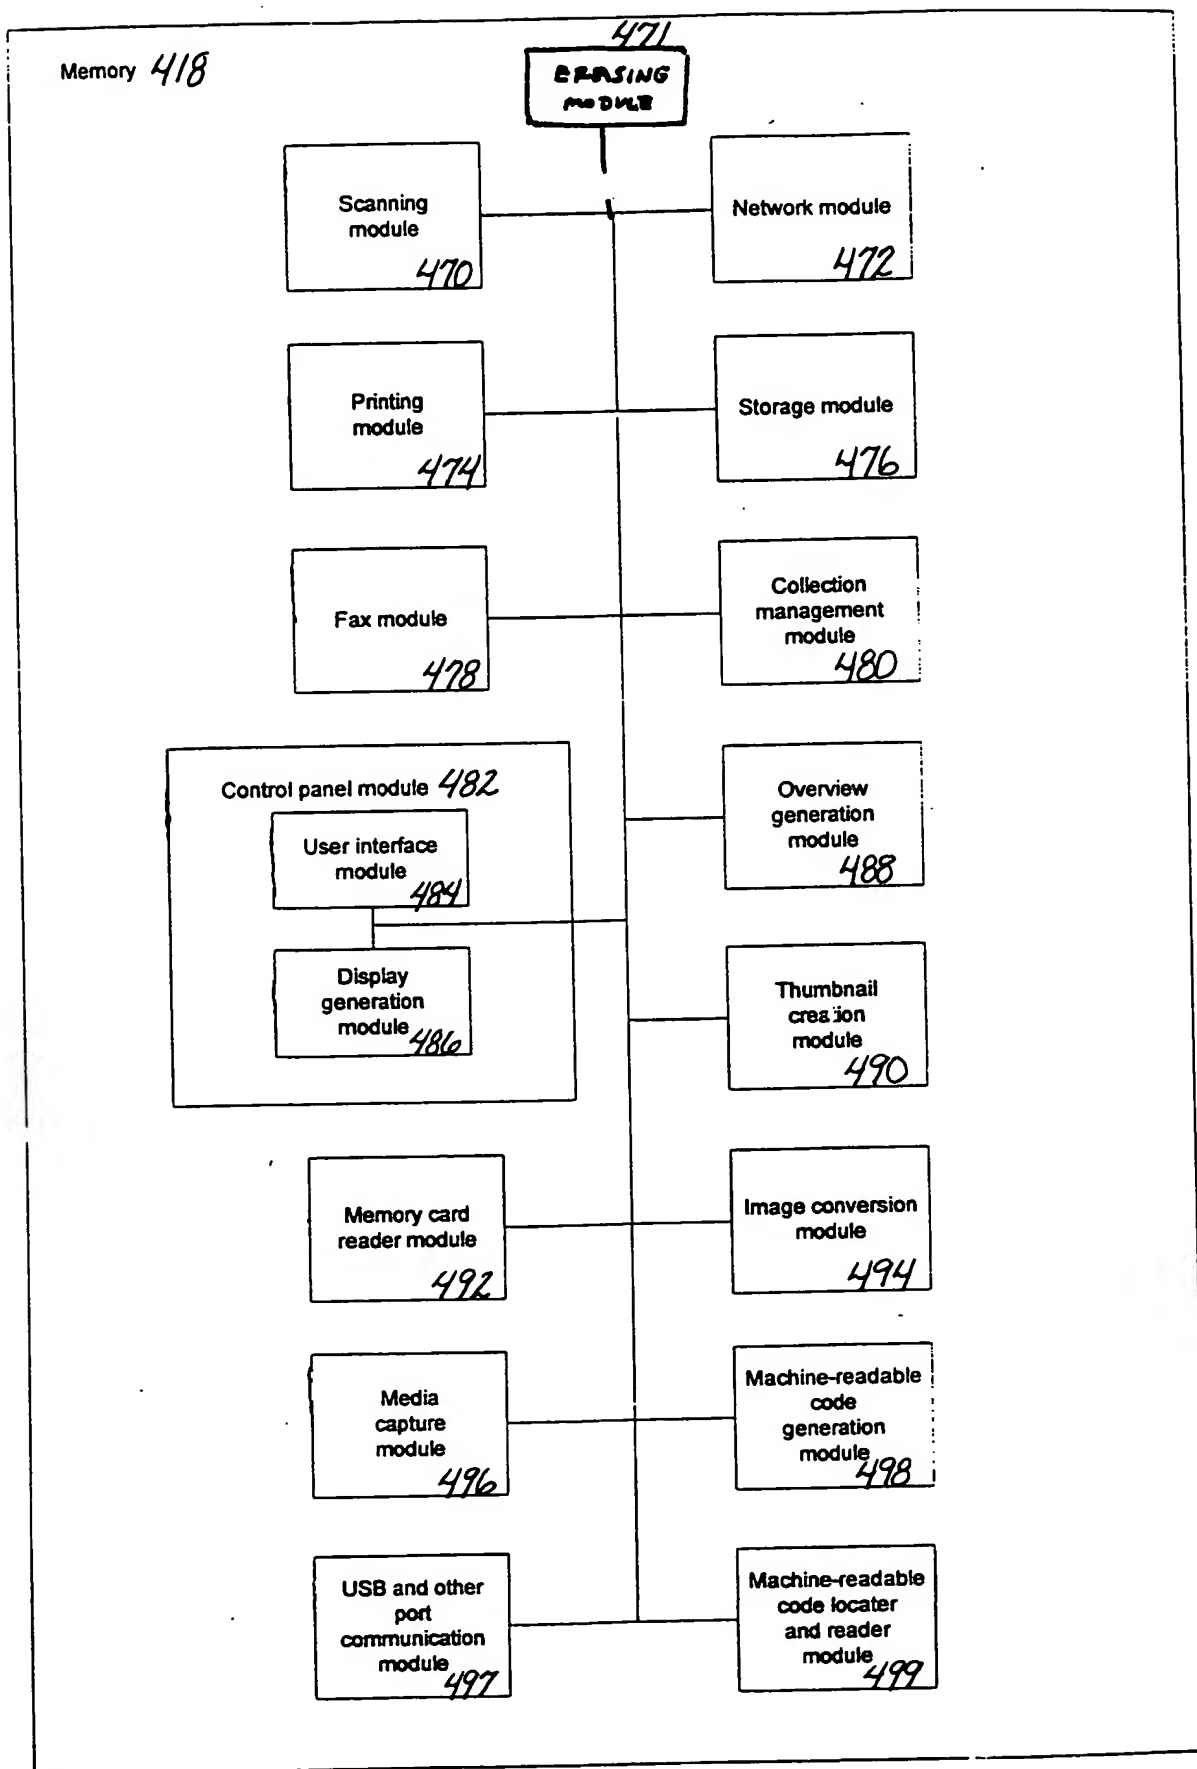 Memory 418
471
ERASING
MODULE
Scanning
module
470
Network module
472
Printing
module
474
Storage module
476
Fax module
478
Collection
management
module
480
Control panel module 482
User interface
module
484
Display
generation
module
486
Overview
generation
module
488
Thumbnail
creation
module
490
Memory card
reader module
492
Image conversion
module
494
Media
capture
module
496
Machine-readable
code
generation
module
498
USB and other
port
communication
module
497
Machine-readable
code locater
and reader
module
499